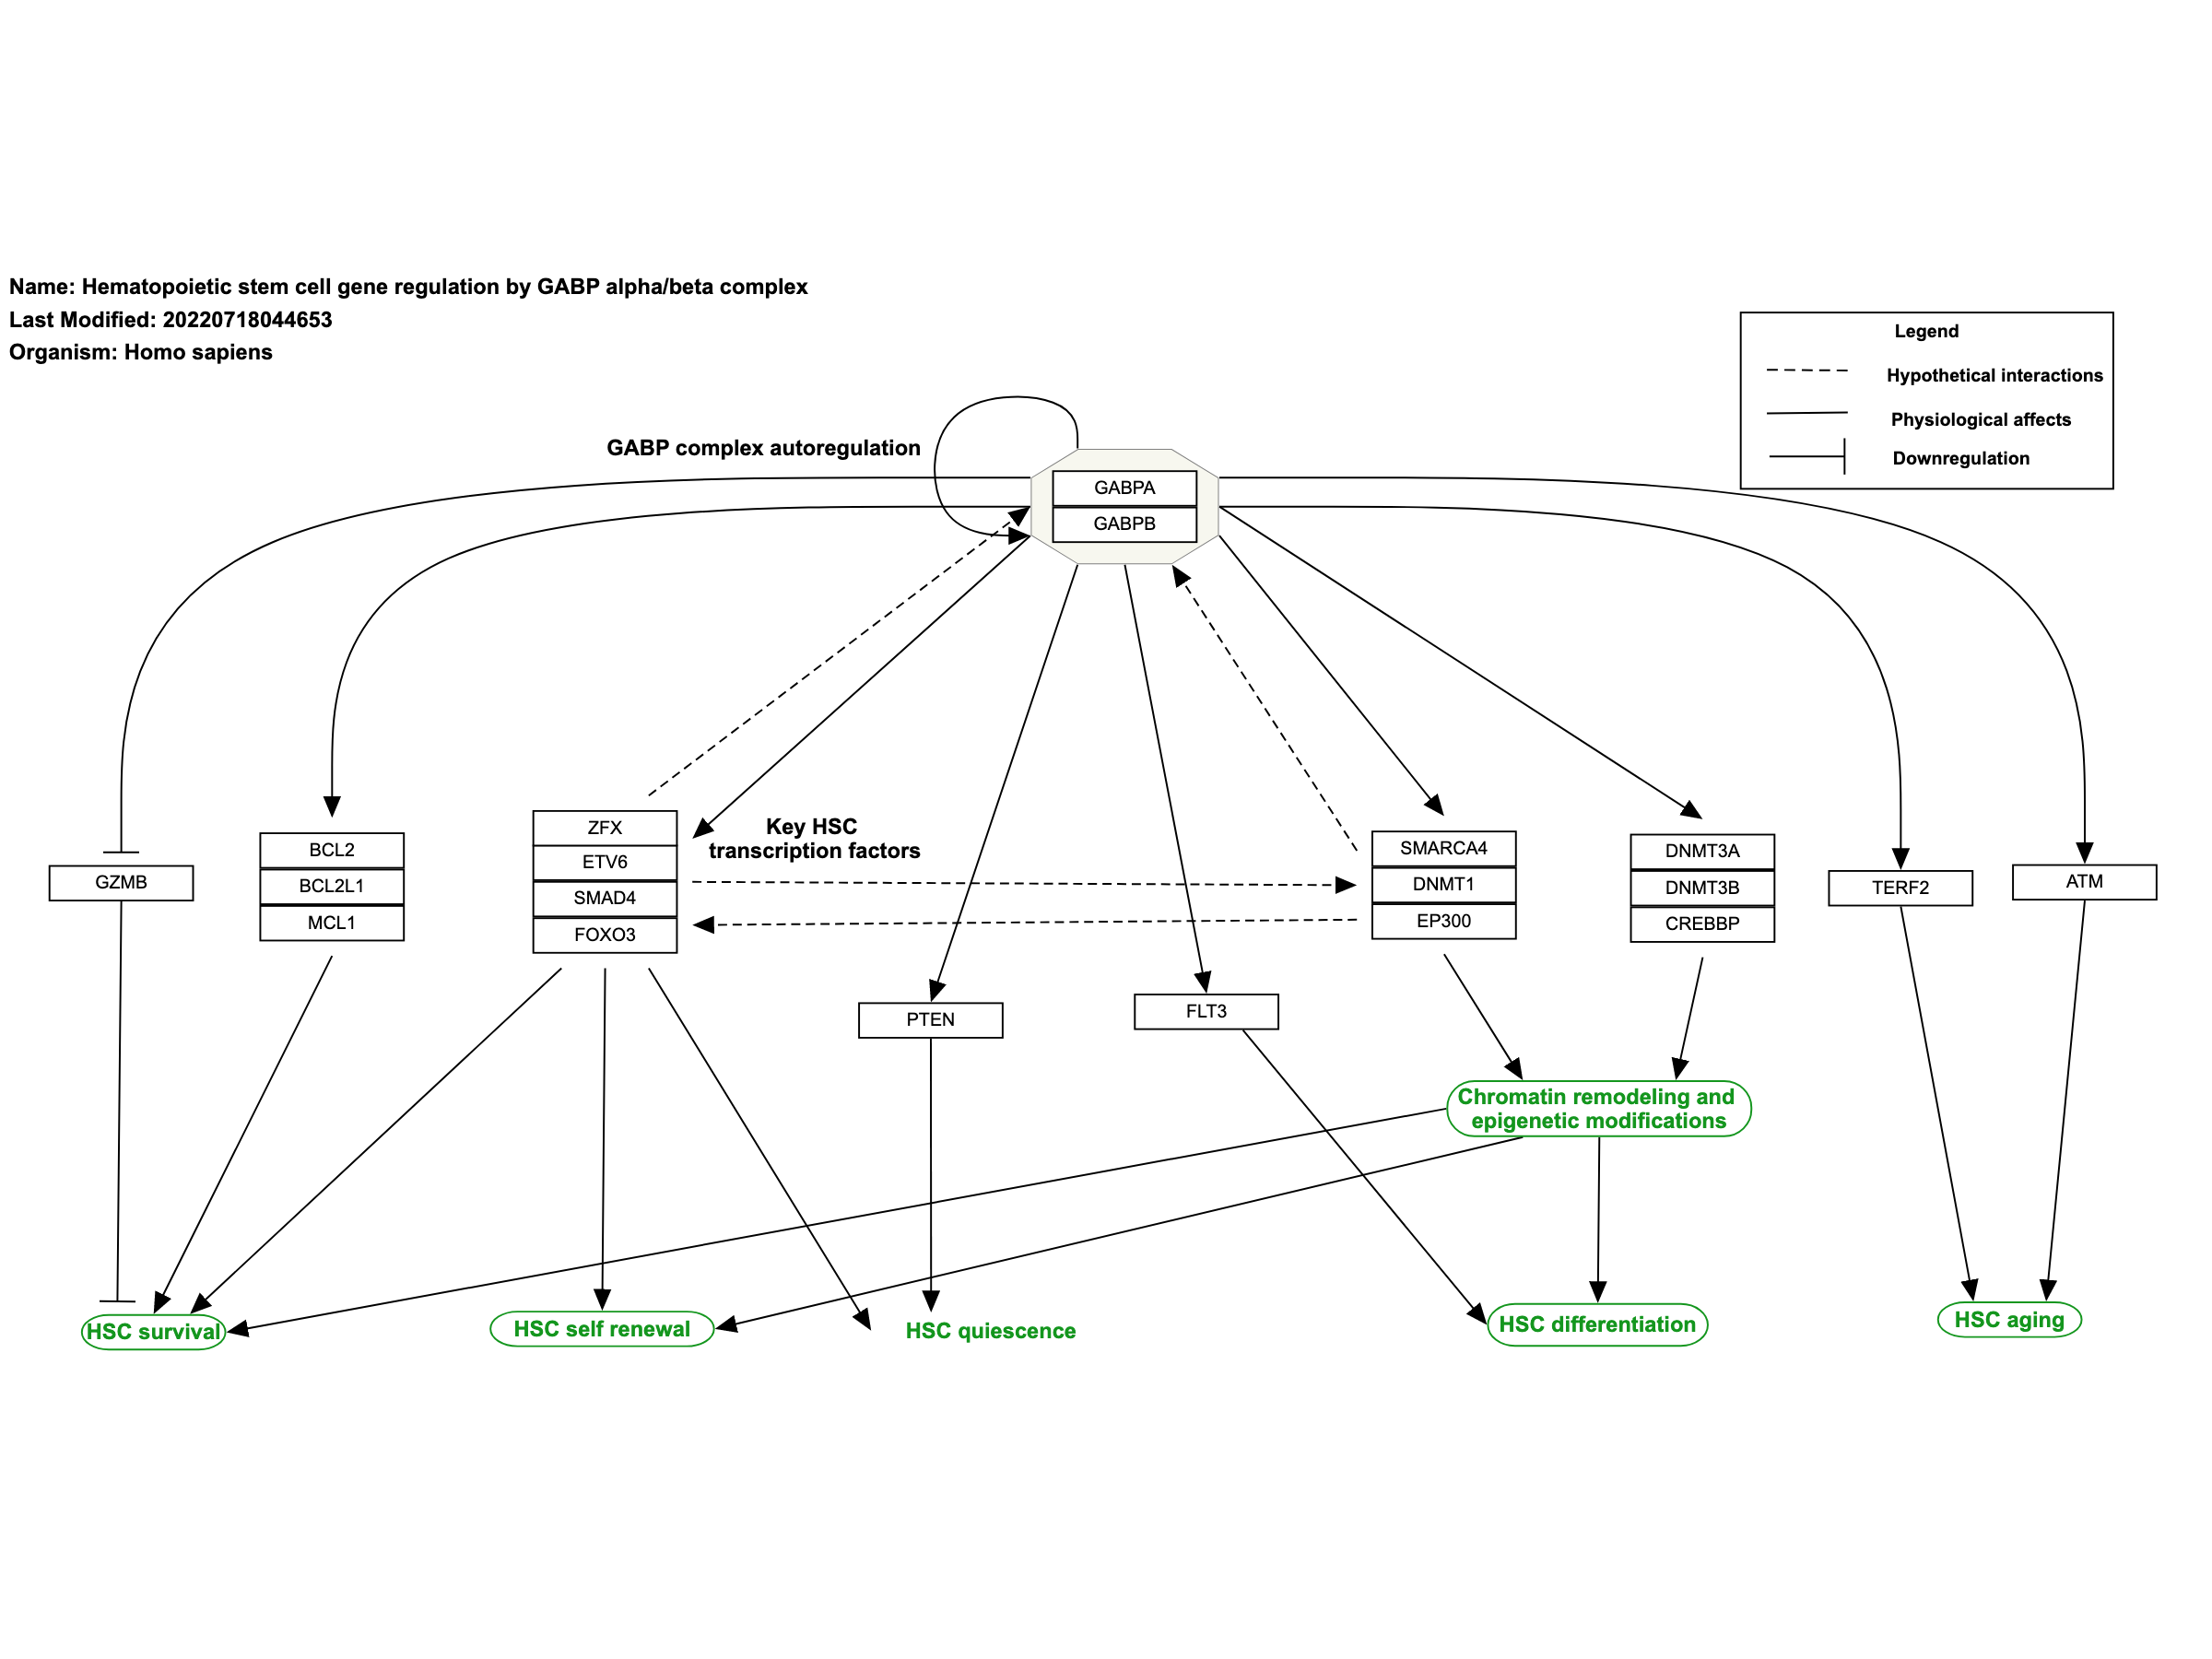 Name: Hematopoietic stem cell gene regulation by GABP alpha/beta complex
Last Modified: 20220718044653
Organism: Homo sapiens
Legend
Hypothetical interactions
Physiological affects
Downregulation
GABP complex autoregulation
GABPA
GABPB
GZMB
BCL2
BCL2L1
MCL1
ZFX
ETV6
SMAD4
FOXO3
Key HSC
transcription factors
PTEN
FLT3
SMARCA4
DNMT1
EP300
DNMT3A
DNMT3B
CREBBP
TERF2
ATM
Chromatin remodeling and
epigenetic modifications
HSC survival
HSC self renewal
HSC quiescence
HSC differentiation
HSC aging